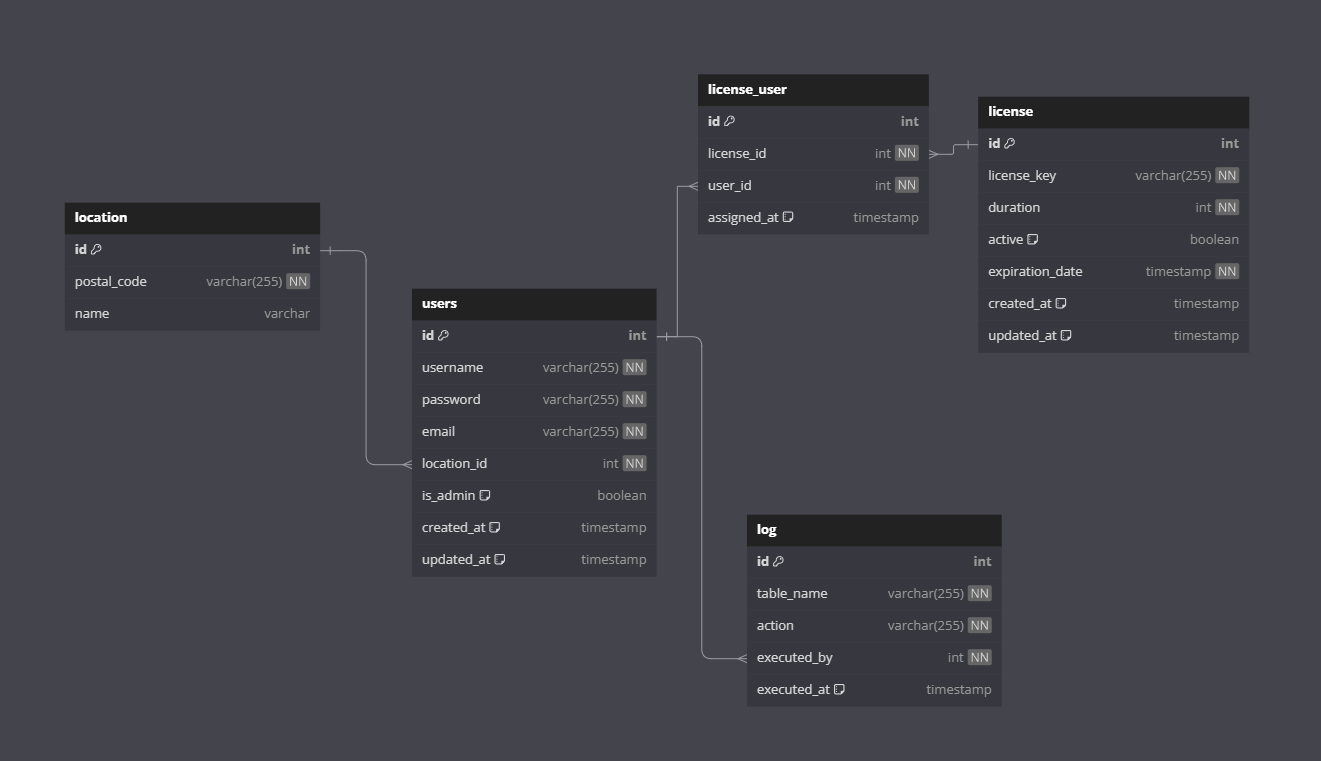 license_user
id int
license_id int NN
user_id int NN
assigned_at timestamp
license
id int
license_key varchar(255) NN
duration int NN
active boolean
expiration_date timestamp NN
created_at timestamp
updated_at timestamp
location
id int
postal_code varchar(255) NN
name varchar
users
id int
username varchar(255) NN
password varchar(255) NN
email varchar(255) NN
location_id int NN
is_admin boolean
created_at timestamp
updated_at timestamp
log
id int
table_name varchar(255) NN
action varchar(255) NN
executed_by int NN
executed_at timestamp